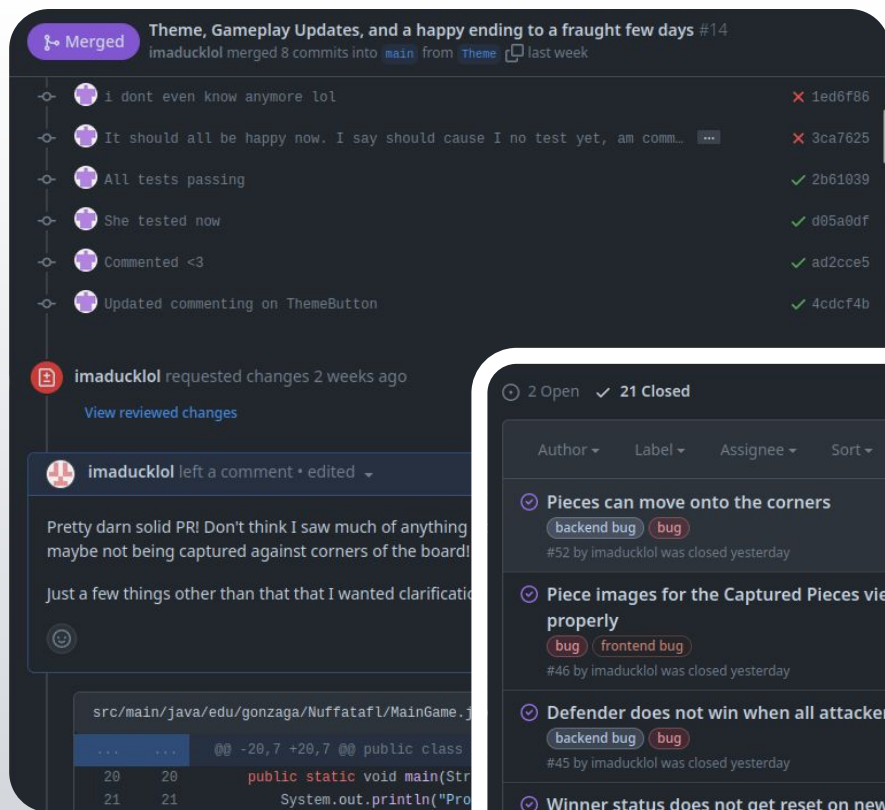 Merged
Theme, Gameplay Updates, and a happy ending to a fraught few days #14
imaducklol merged 8 commits into main from Theme last week
i dont even know anymore lol 1ed6f86
It should all be happy now. I say should cause I no test yet, am comm… ... 3ca7625
All tests passing 2b61039
She tested now d05a0df
Commented <3 ad2cce5
Updated commenting on ThemeButton 4cdcf4b
imaducklol requested changes 2 weeks ago
View reviewed changes
imaducklol left a comment • edited
Pretty darn solid PR! Don't think I saw much of anything
maybe not being captured against corners of the board!
Just a few things other than that that I wanted
src/main/java/edu/gonzaga/Nuffatafl/MainGame.j
... ... @@ -20,7 +20,7 @@ public class
20 20 public static void main(Str
21 21 System.out.println("Pro
2 Open 21 Closed
Author Label Assignee Sort
Pieces can move onto the corners
backend bug bug
#52 by imaducklol was closed yesterday
Piece images for the Captured Pieces vie
properly
bug frontend bug
#46 by imaducklol was closed yesterday
Defender does not win when all attacker
backend bug bug
#45 by imaducklol was closed yesterday
Winner status does not get reset on new